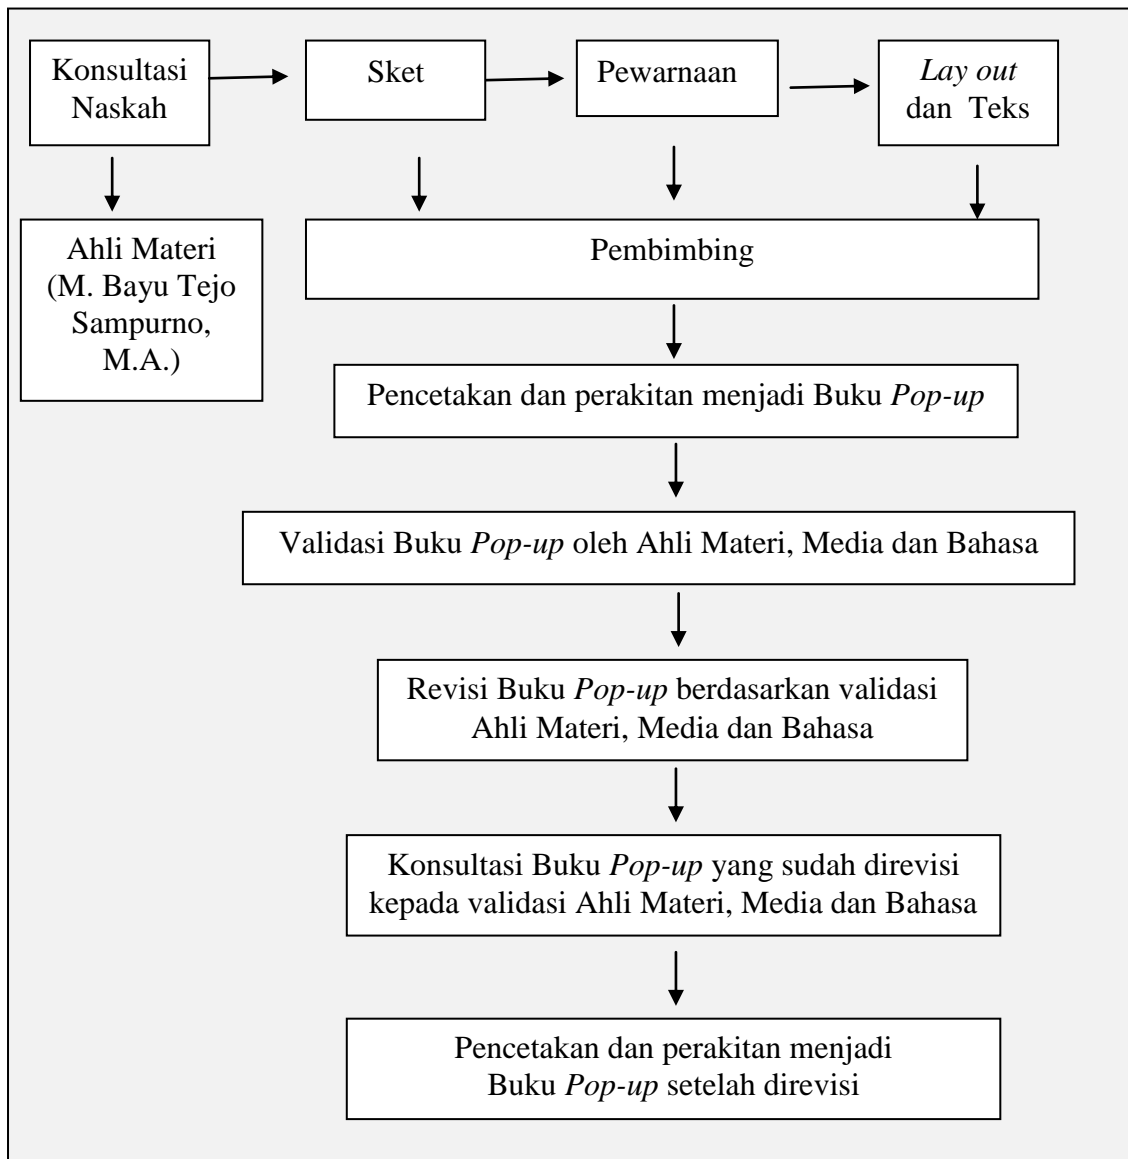 Konsultasi
Naskah
Sket
Pewarnaan
Lay out
dan Teks
Ahli Materi
(M. Bayu Tejo
Sampurno,
M.A.)
Pembimbing
Pencetakan dan perakitan menjadi Buku Pop-up
Validasi Buku Pop-up oleh Ahli Materi, Media dan Bahasa
Revisi Buku Pop-up berdasarkan validasi
Ahli Materi, Media dan Bahasa
Konsultasi Buku Pop-up yang sudah direvisi
kepada validasi Ahli Materi, Media dan Bahasa
Pencetakan dan perakitan menjadi
Buku Pop-up setelah direvisi